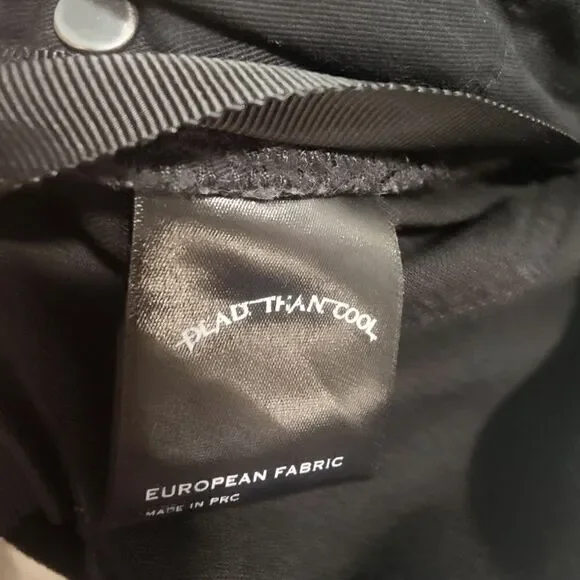 DEAD THAN COOL
EUROPEAN FABRIC
MADE IN PRC